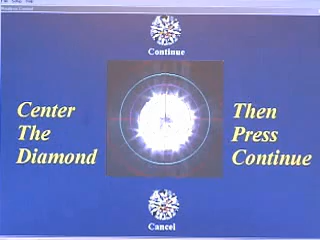 Continue
Center
The
Diamond
Then
Press
Continue
Cancel